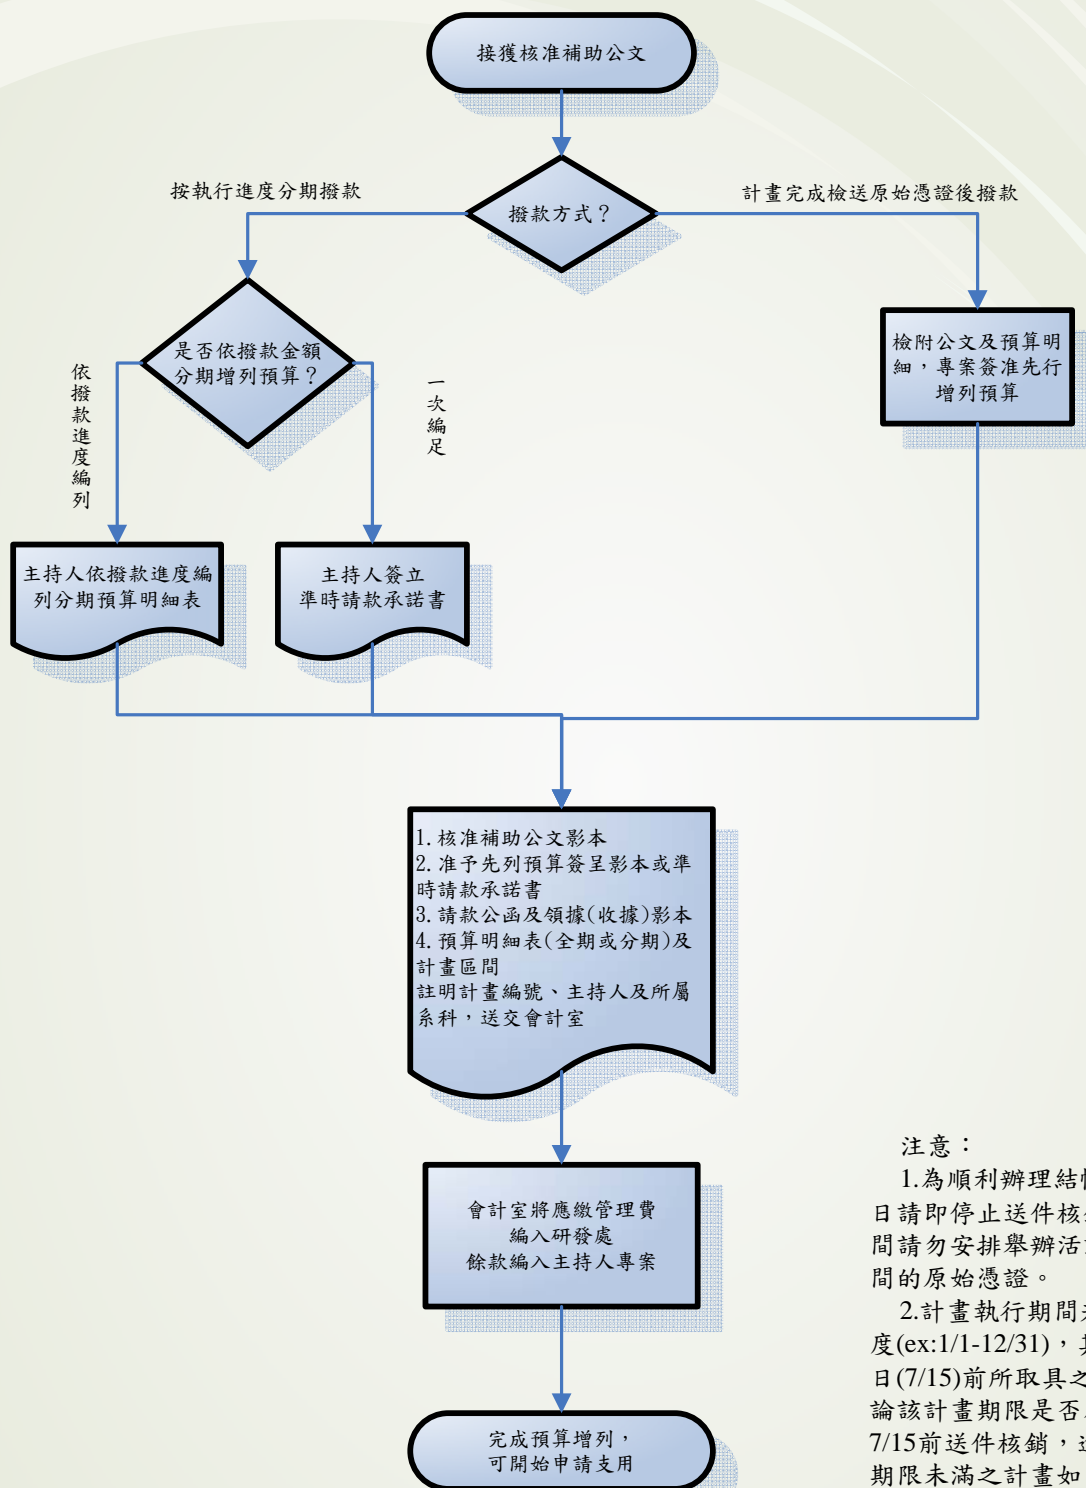 接獲核准補助公文
撥款方式？
按執行進度分期撥款
計畫完成檢送原始憑證後撥款
是否依撥款金額
分期增列預算？
依撥款進度編列
一次編足
檢附公文及預算明
細，專案簽准先行
增列預算
主持人依撥款進度編
列分期預算明細表
主持人簽立
準時請款承諾書
1.核准補助公文影本
2.准予先列預算簽呈影本或準
時請款承諾書
3.請款公函及領據(收據)影本
4.預算明細表(全期或分期)及
計畫區間
註明計畫編號、主持人及所屬
系科，送交會計室
會計室將應繳管理費
編入研發處
餘款編入主持人專案
完成預算增列，
可開始申請支用
注意：
1.為順利辦理結
日請即停止送件核
間請勿安排舉辦活
間的原始憑證。
2.計畫執行期間
度(ex:1/1-12/31)，
日(7/15)前所取具之
論該計畫期限是否
7/15前送件核銷，
期限未滿之計畫如